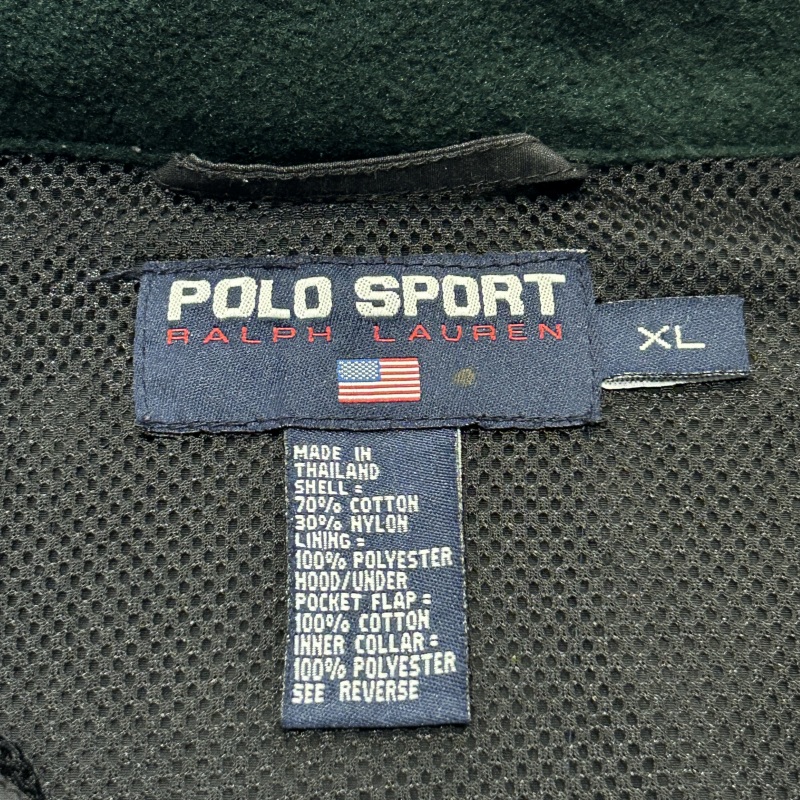 POLO SPORT
RALPH LAUREN
XL
MADE IN
THAILAND
SHELL =
70% COTTON
30% NYLON
LINING =
100% POLYESTER
HOOD/UNDER
POCKET FLAP =
100% COTTON
INNER COLLAR =
100% POLYESTER
SEE REVERSE